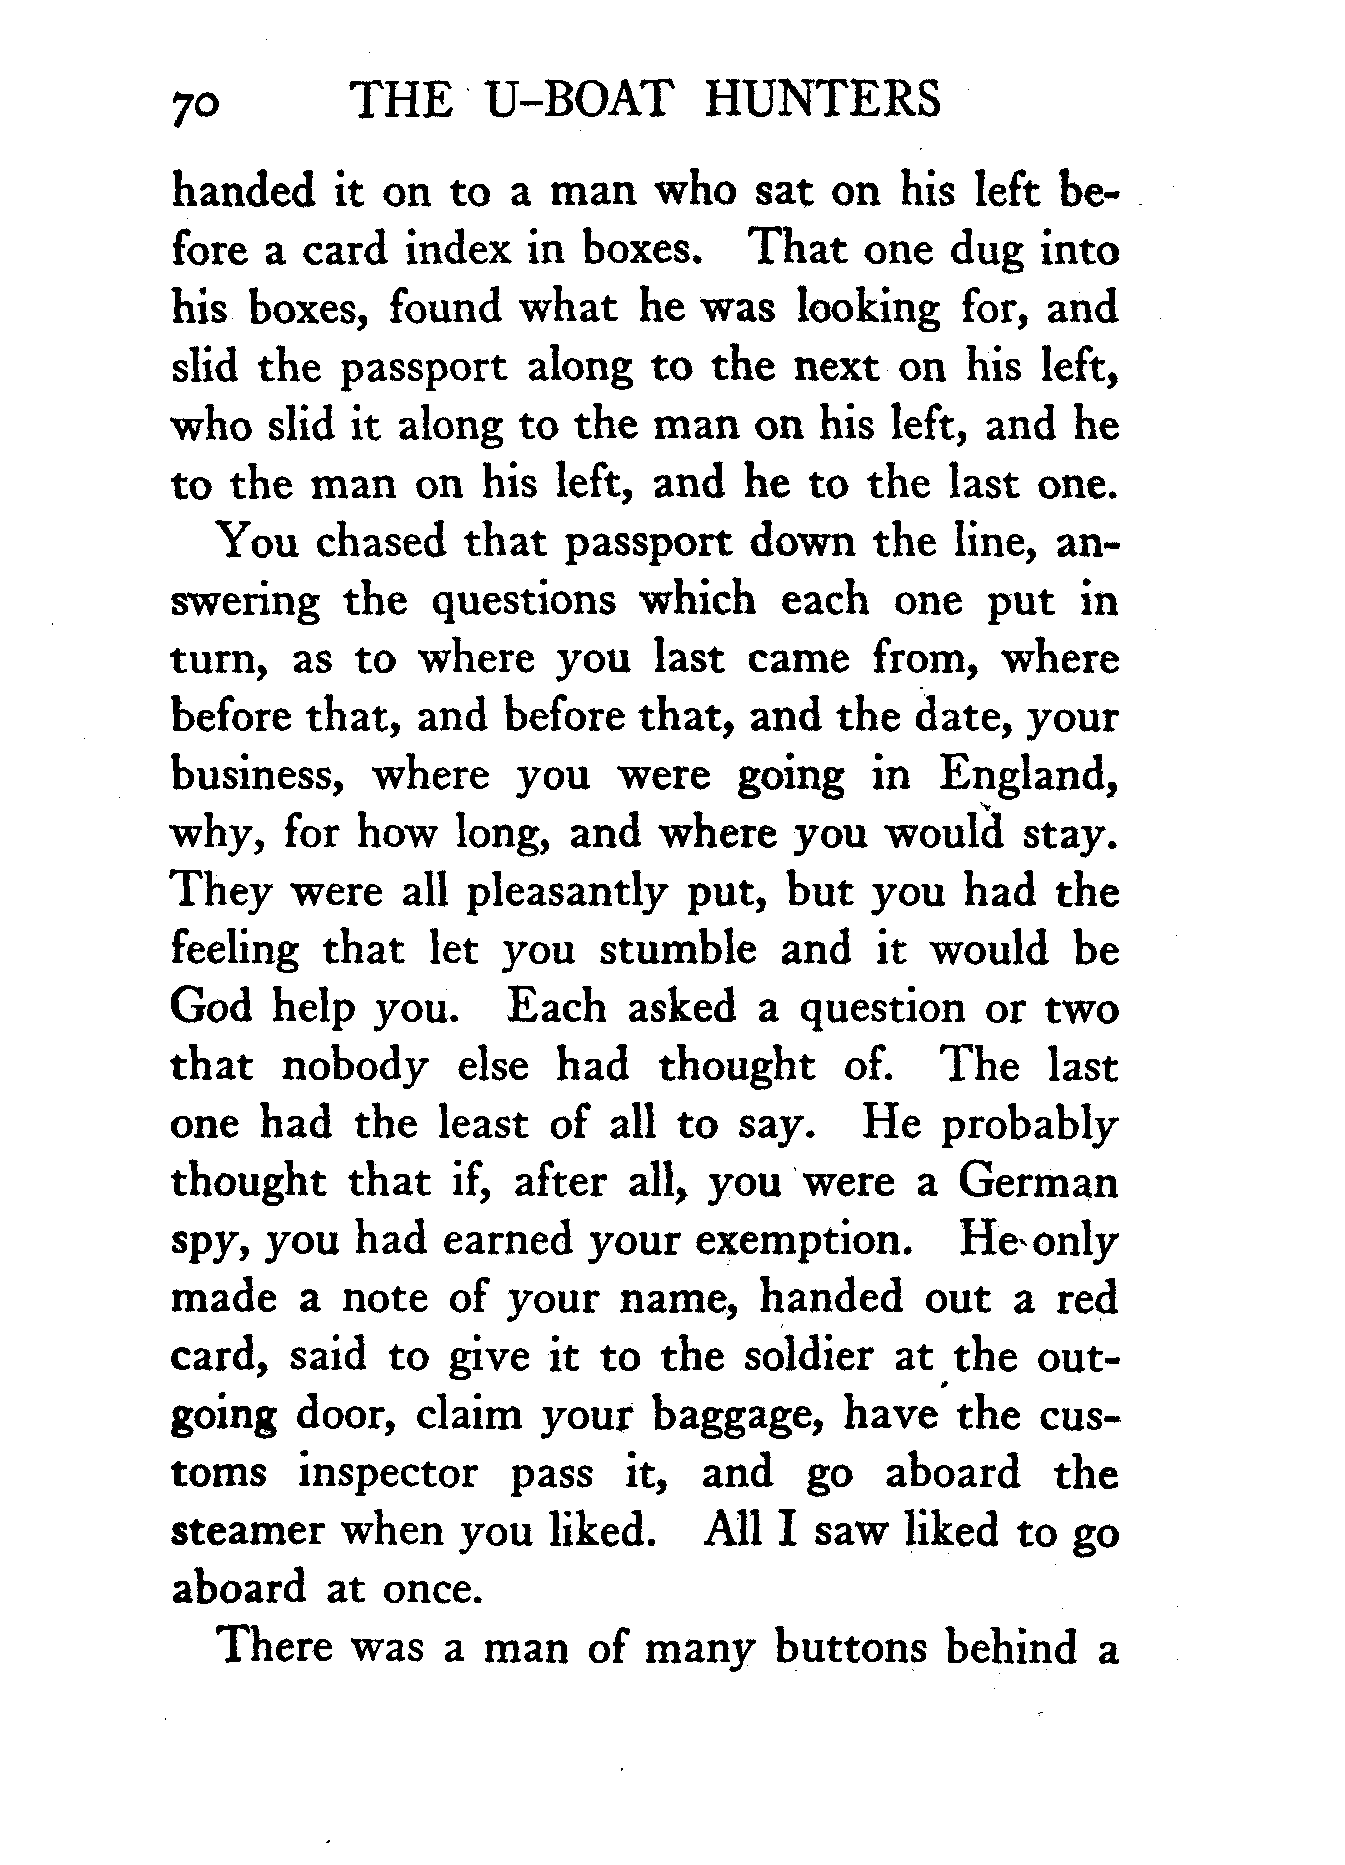 70 THE U-BOAT HUNTERS
handed it on to a man who sat on his left be-
fore a card index in boxes. That one dug into
his boxes, found what he was looking for, and
slid the passport along to the next on his left,
who slid it along to the man on his left, and he
to the man on his left, and he to the last one.
You chased that passport down the line, an-
swering the questions which each one put in
turn, as to where you last came from, where
before that, and before that, and the date, your
business, where you were going in England,
why, for how long, and where you would stay.
They were all pleasantly put, but you had the
feeling that let you stumble and it would be
God help you. Each asked a question or two
that nobody else had thought of. The last
one had the least of all to say. He probably
thought that if, after all, you were a German
spy, you had earned your exemption. He only
made a note of your name, handed out a red
card, said to give it to the soldier at the out-
going door, claim your baggage, have the cus-
toms inspector pass it, and go aboard the
steamer when you liked. All I saw liked to go
aboard at once.
There was a man of many buttons behind a